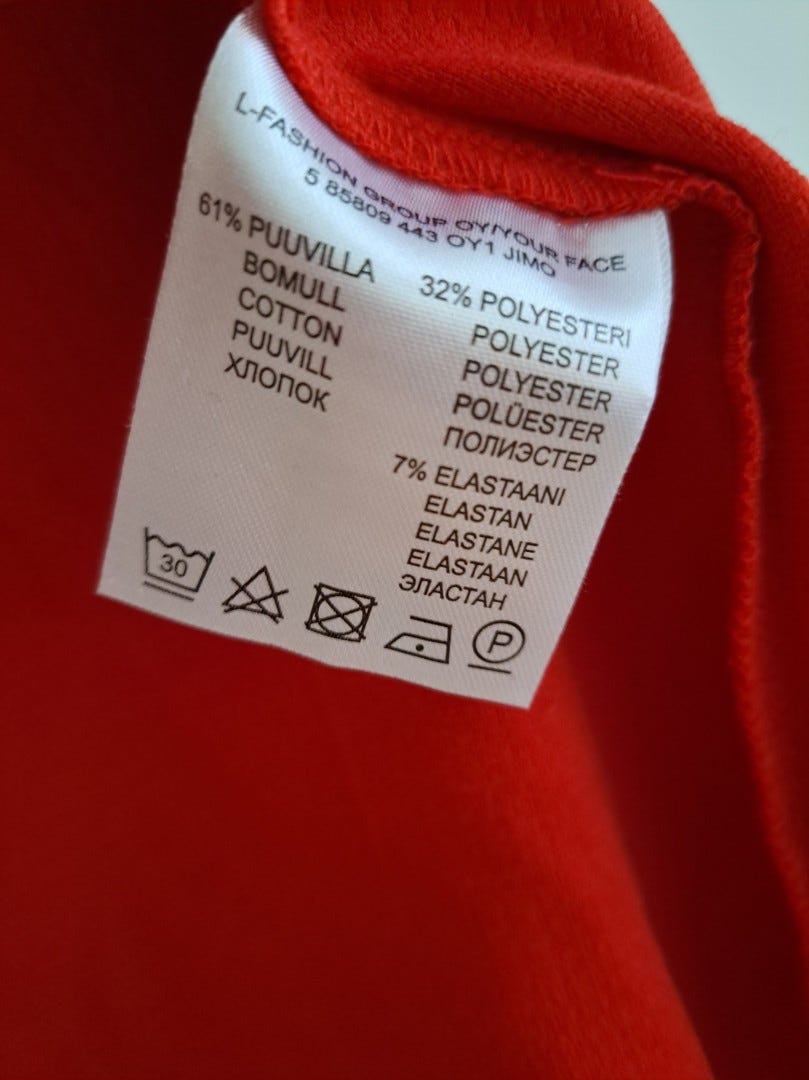 L-FASHION GROUP OY/YOUR FACE
5 85809 443 OY1 JIMO
61% PUUVILLA
BOMULL
COTTON
PUUVILL
ХЛОПОК
32% POLYESTERI
POLYESTER
POLYESTER
POLÜESTER
ПОЛИЭСТЕР
7% ELASTAANI
ELASTAN
ELASTANE
ELASTAAN
ЭЛАСТАН
30
P